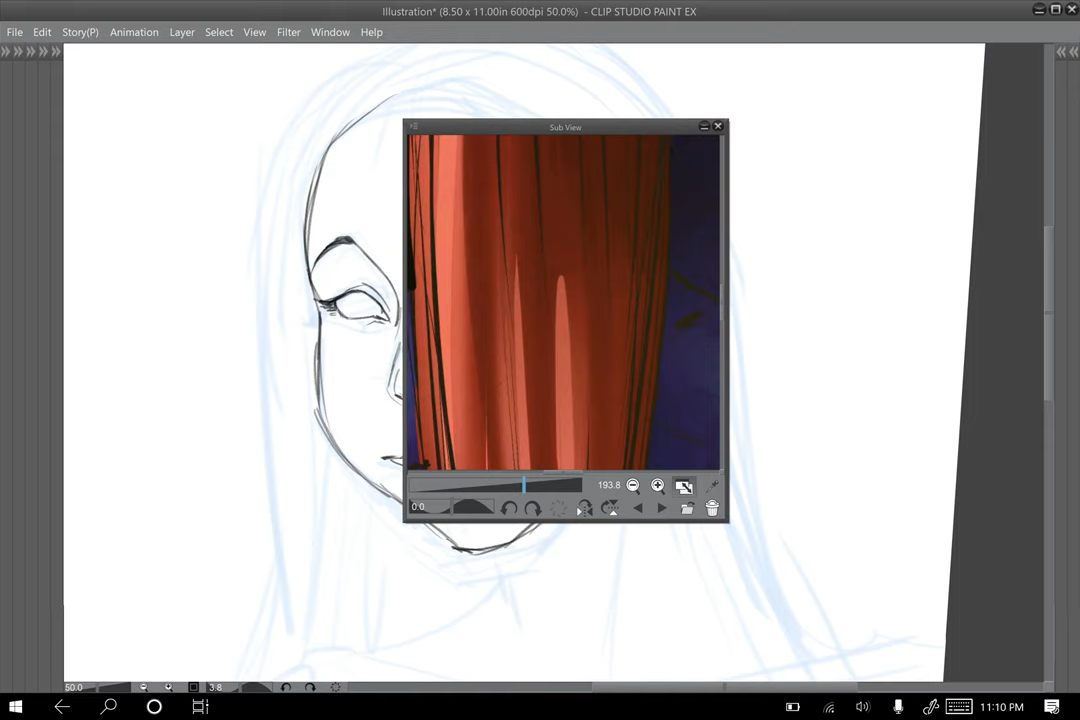 Illustration* (8.50 x 11.00in 600dpi 50.0%) - CLIP STUDIO PAINT EX
File Edit Story(P) Animation Layer Select View Filter Window Help
Sub View
193.8
0.0
50.0 3.8
11:10 PM